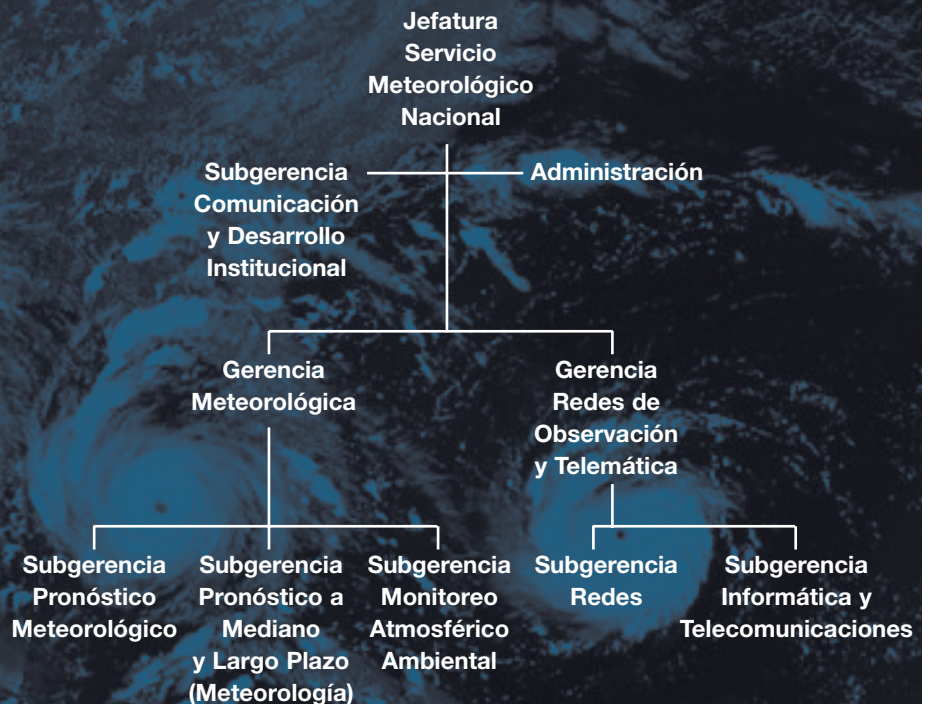 Jefatura
Servicio
Meteorológico
Nacional
Subgerencia
Comunicación
y Desarrollo
Institucional
Administración
Gerencia
Meteorológica
Gerencia
Redes de
Observación
y Telemática
Subgerencia
Pronóstico
Meteorológico
Subgerencia
Pronóstico a
Mediano
y Largo Plazo
(Meteorología)
Subgerencia
Monitoreo
Atmosférico
Ambiental
Subgerencia
Redes
Subgerencia
Informática y
Telecomunicaciones